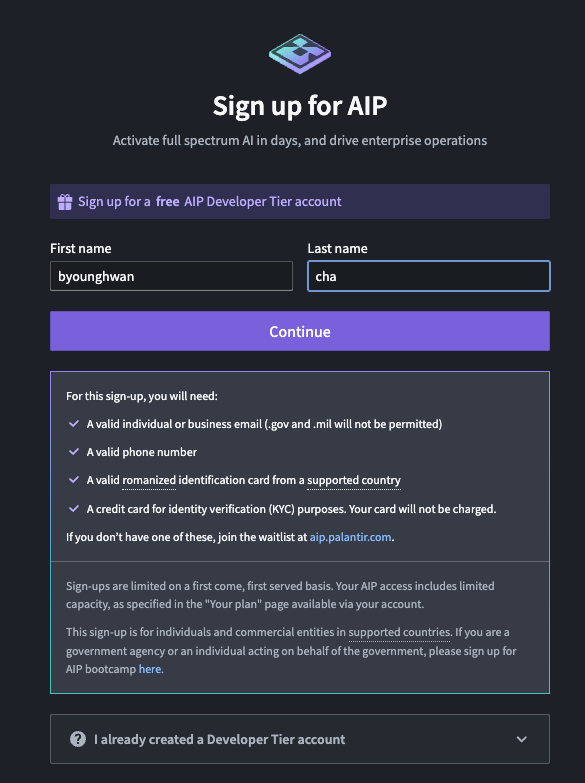 Sign up for AIP
Activate full spectrum AI in days, and drive enterprise operations
Sign up for a free AIP Developer Tier account
First name
Last name
byounghwan
cha
Continue
For this sign-up, you will need:
A valid individual or business email (.gov and .mil will not be permitted)
A valid phone number
A valid romanized identification card from a supported country
A credit card for identity verification (KYC) purposes. Your card will not be charged.
If you don’t have one of these, join the waitlist at aip.palantir.com.
Sign-ups are limited on a first come, first served basis. Your AIP access includes limited
capacity, as specified in the "Your plan" page available via your account.
This sign-up is for individuals and commercial entities in supported countries. If you are a
government agency or an individual acting on behalf of the government, please sign up for
AIP bootcamp here.
I already created a Developer Tier account